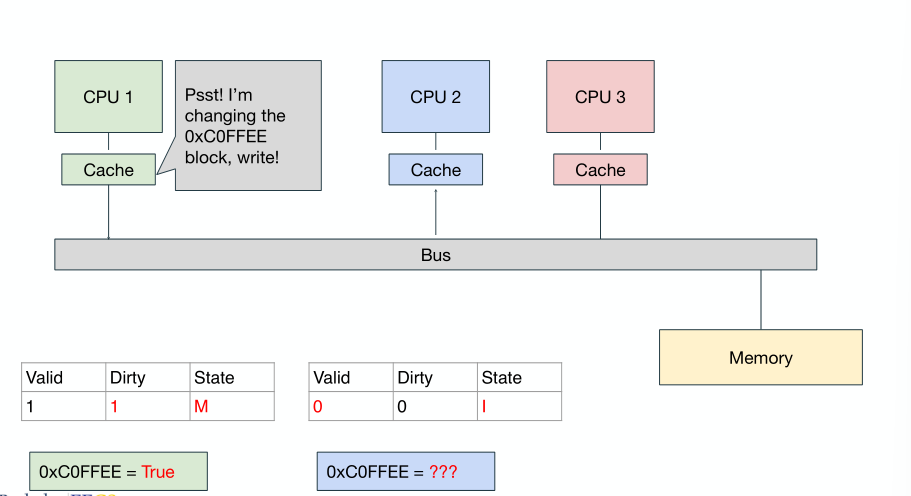 CPU 1
Psst! I'm
changing the
0xC0FFEE
block, write!
CPU 2
CPU 3
Cache
Cache
Cache
Bus
Memory
Valid Dirty State
1 1 M
Valid Dirty State
0 0 I
0xC0FFEE = True
0xC0FFEE = ???